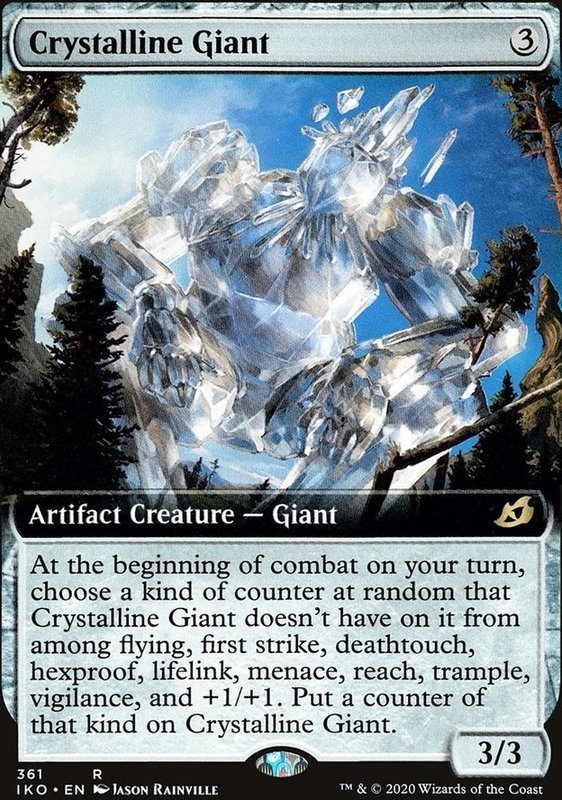 Crystalline Giant 3
Artifact Creature — Giant
At the beginning of combat on your turn,
choose a kind of counter at random that
Crystalline Giant doesn't have on it from
among flying, first strike, deathtouch,
hexproof, lifelink, menace, reach, trample,
vigilance, and +1/+1. Put a counter of
that kind on Crystalline Giant.
3/3
361 R
IKO • EN JASON RAINVILLE
™ & © 2020 Wizards of the Coast